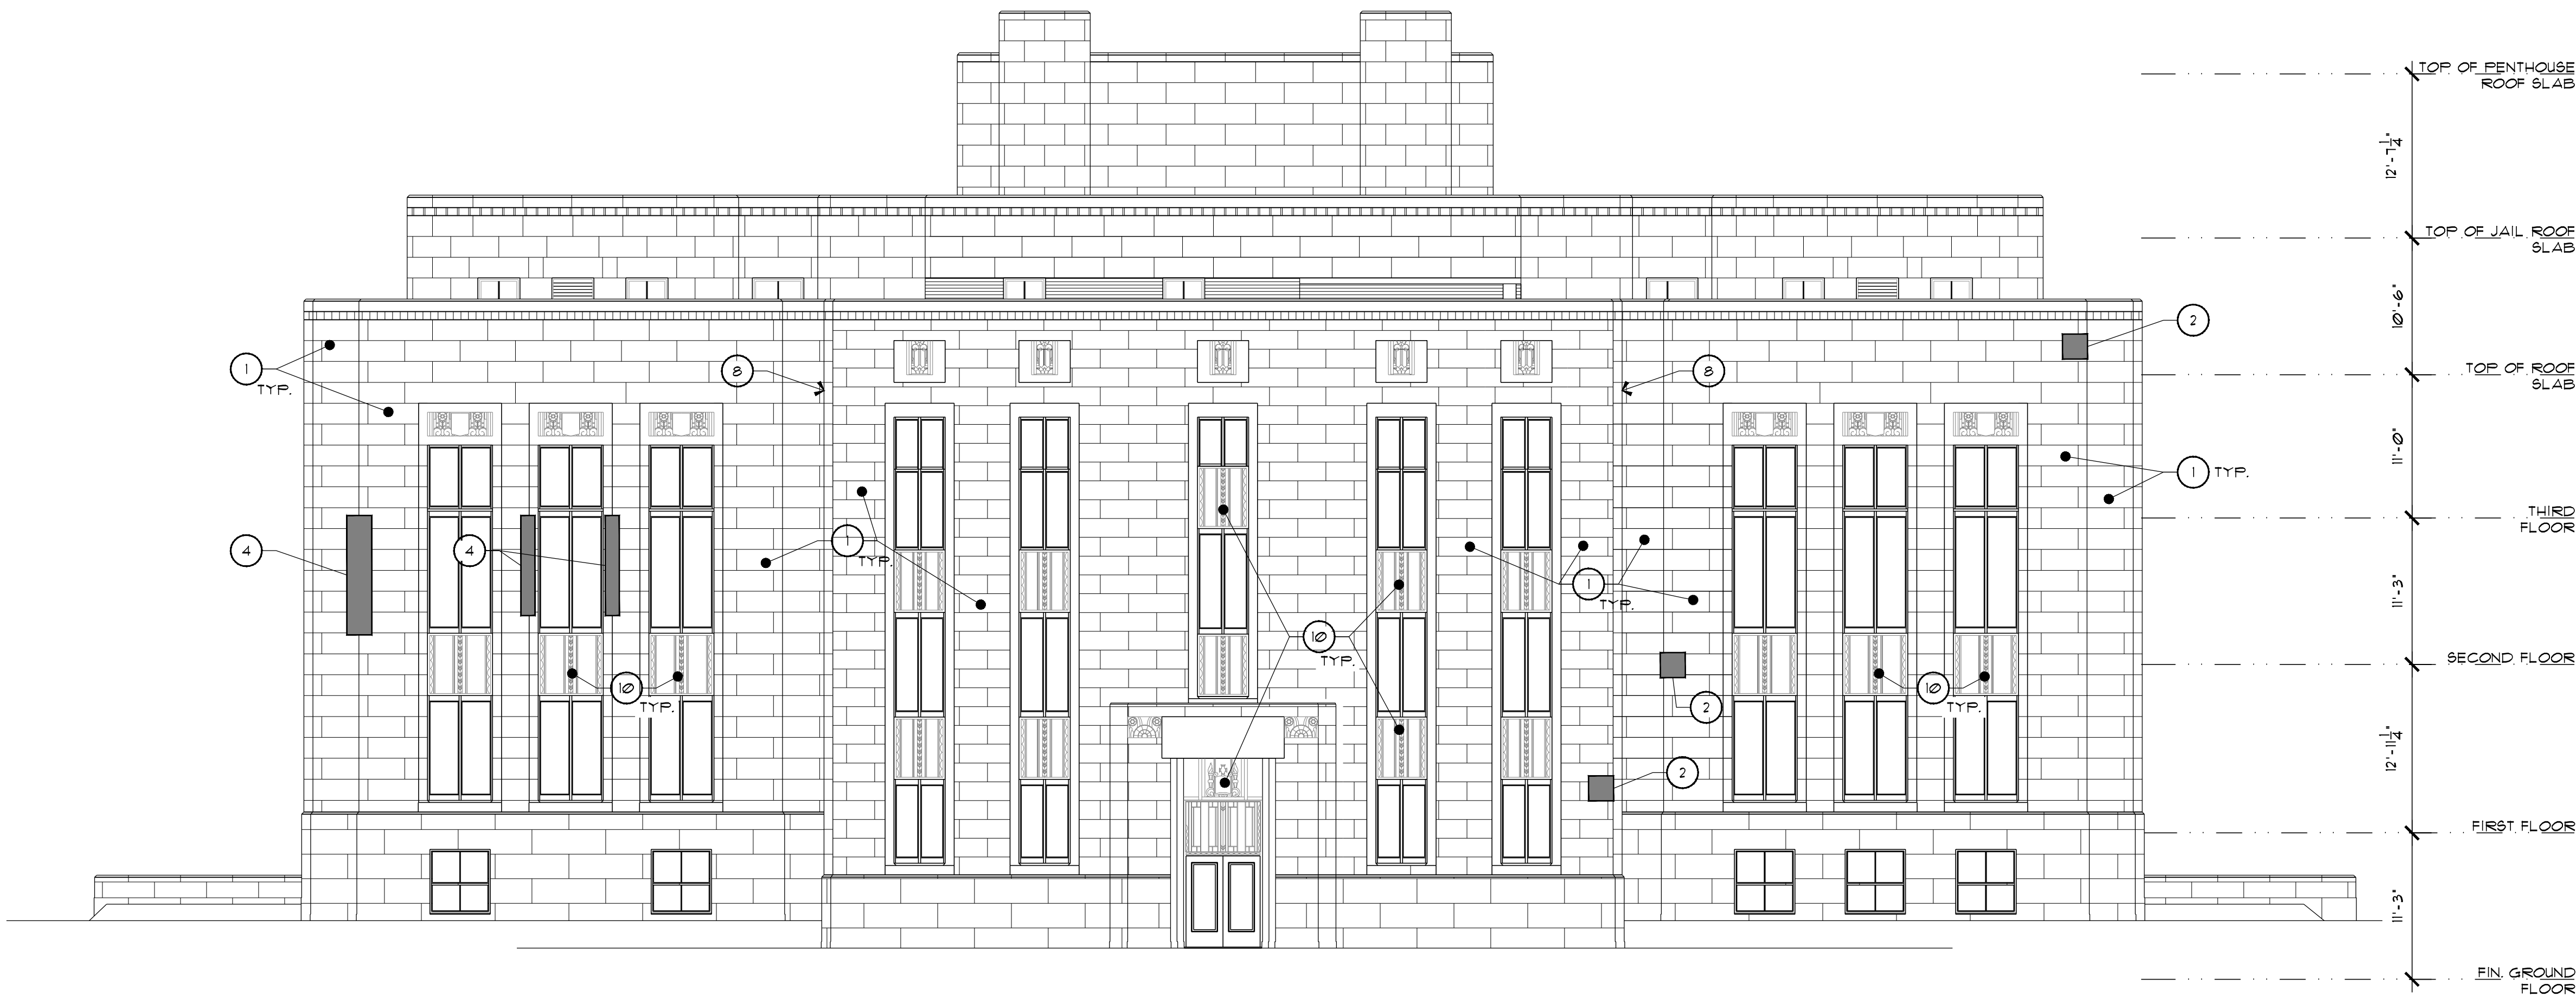 TOP OF PENTHOUSE
ROOF SLAB
12'-7 1/4"
TOP OF JAIL ROOF
SLAB
10'-6"
2
1
TYP.
8
8
TOP OF ROOF
SLAB
11'-0"
1 TYP.
THIRD
FLOOR
4
4
1
TYP.
1
TYP.
11'-3"
10
TYP.
SECOND FLOOR
10
TYP.
10
TYP.
2
12'-11 1/4"
2
FIRST FLOOR
11'-3"
FIN. GROUND
FLOOR